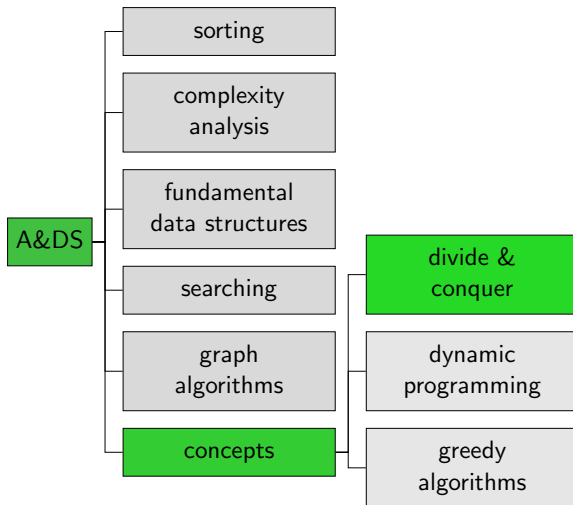 sorting
complexity
analysis
fundamental
data structures
A&DS
searching
graph
algorithms
concepts
divide &
conquer
dynamic
programming
greedy
algorithms